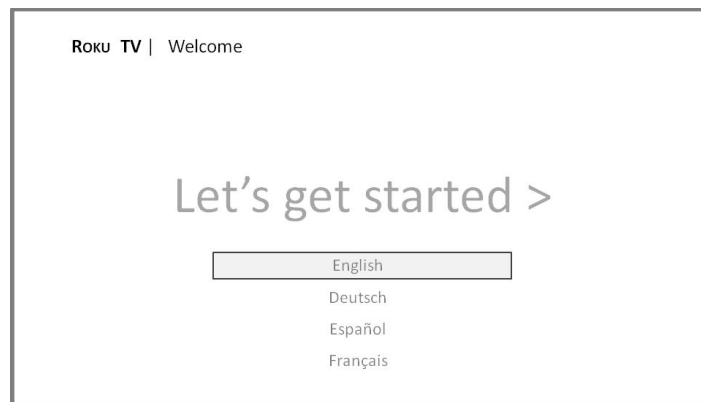 Roku TV | Welcome
Let’s get started >
English
Deutsch
Español
Français